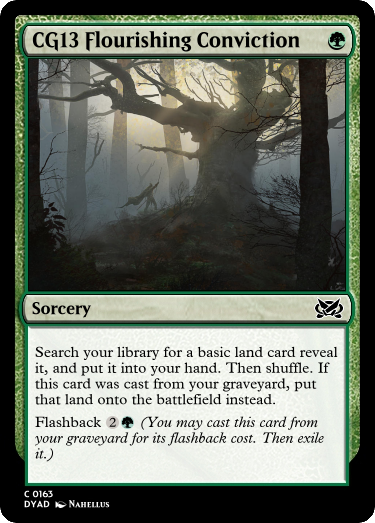 CG13 Flourishing Conviction
Sorcery
Search your library for a basic land card reveal
it, and put it into your hand. Then shuffle. If
this card was cast from your graveyard, put
that land onto the battlefield instead.
Flashback 2 (You may cast this card from
your graveyard for its flashback cost. Then exile
it.)
C 0163
DYAD NAHELLUS